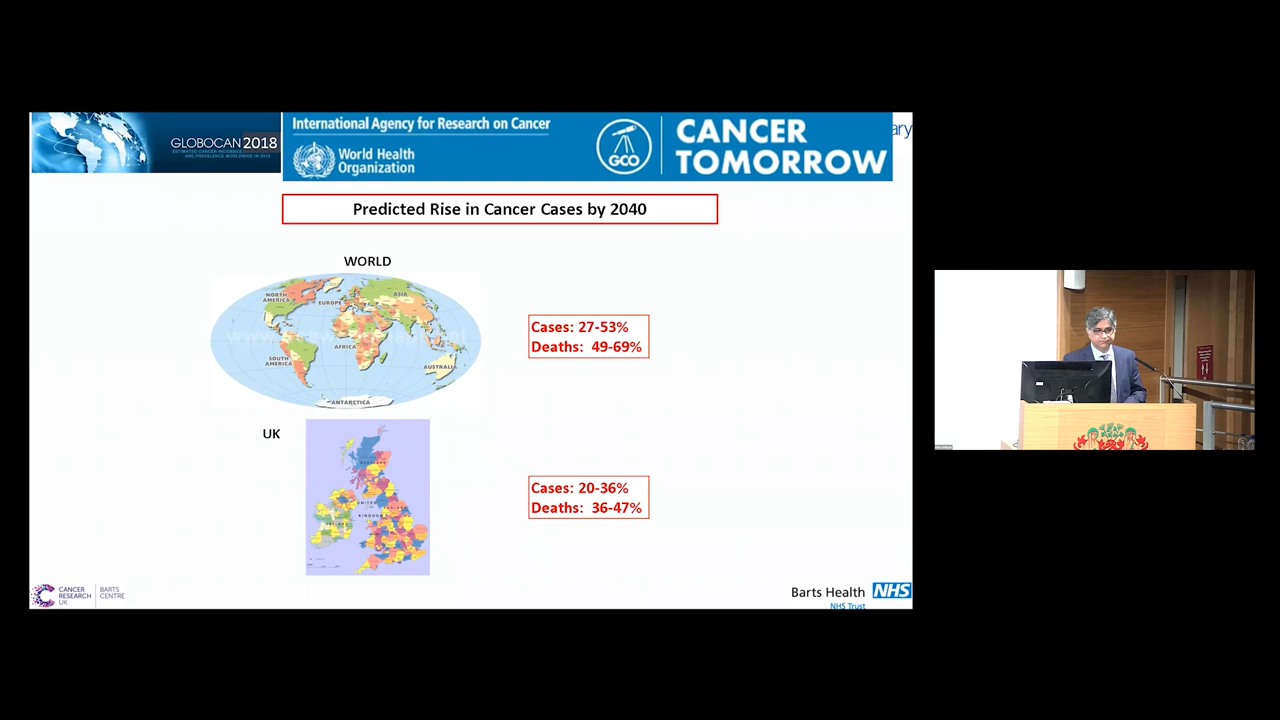 GLOBOCAN 2018
International Agency for Research on Cancer
World Health
Organization
GCO
CANCER
TOMORROW
ary
Predicted Rise in Cancer Cases by 2040
WORLD
NORTH
AMERICA
EUROPE
ASIA
AFRICA
SOUTH
AMERICA
AUSTRALIA
ANTARCTICA
Cases: 27-53%
Deaths: 49-69%
UK
Cases: 20-36%
Deaths: 36-47%
CANCER
RESEARCH
UK
BARTS
CENTRE
Barts Health NHS
NHS Trust